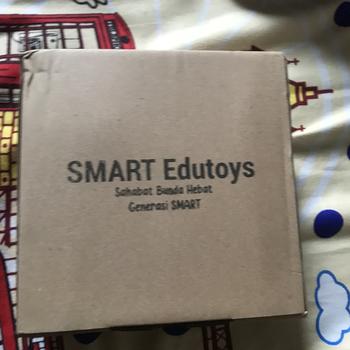 SMART Edutoys
Sahabat Bunda Hebat
Generasi SMART